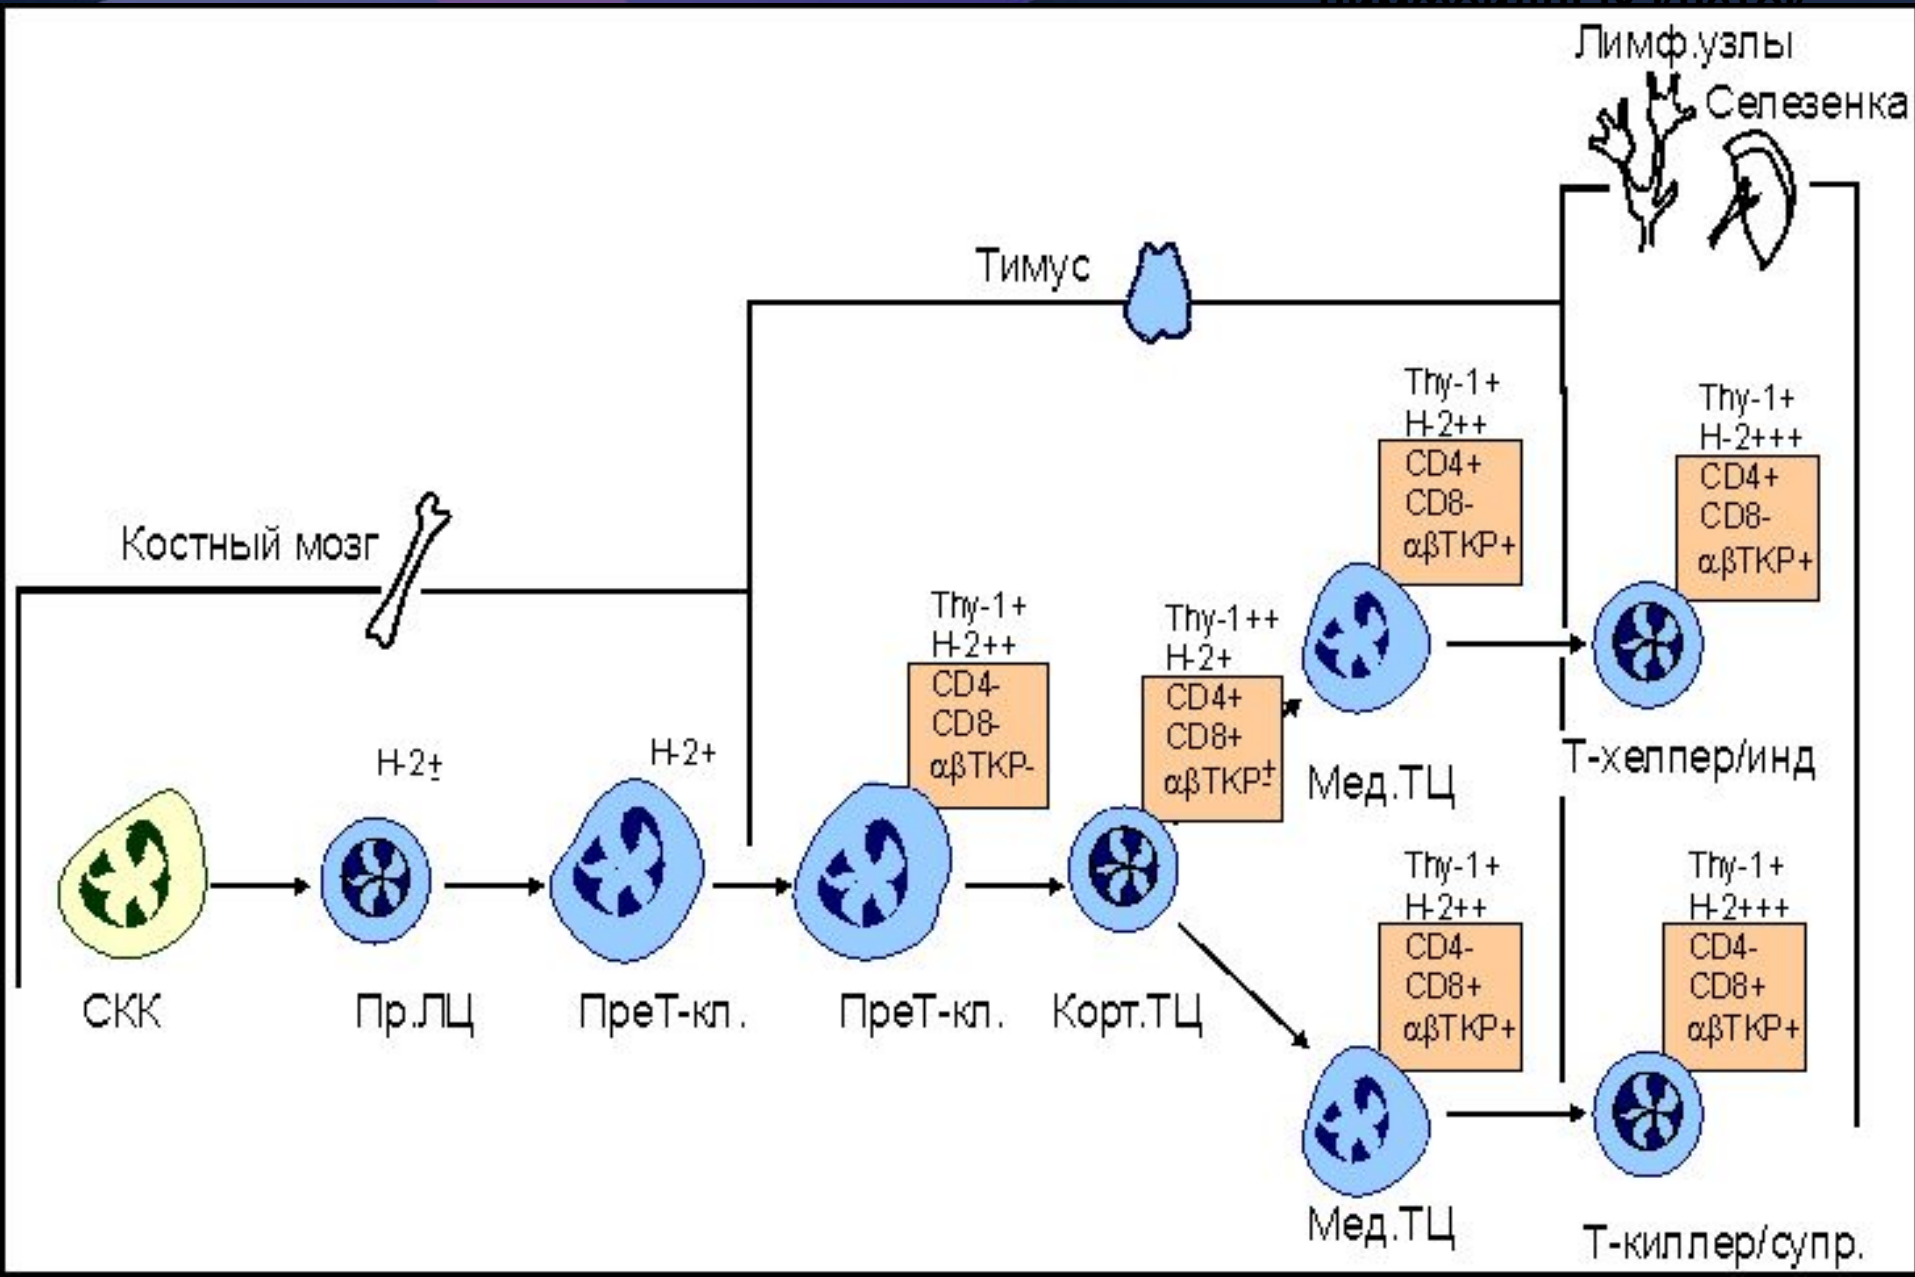 Лимф.узлы
Селезенка
Тимус
Костный мозг
H-2±
H-2+
Thy-1+
H-2++
CD4-
CD8-
αβTKP-
Thy-1++
H-2+
CD4+
CD8+
αβTKP±
Thy-1+
H-2++
CD4+
CD8-
αβTKP+
Thy-1+
H-2+++
CD4+
CD8-
αβTKP+
Мед.ТЦ
Т-хелпер/инд
Thy-1+
H-2++
CD4-
CD8+
αβTKP+
Thy-1+
H-2+++
CD4-
CD8+
αβTKP+
СКК
Пр.ЛЦ
ПреТ-кл.
ПреТ-кл.
Корт.ТЦ
Мед.ТЦ
Т-киллер/супр.